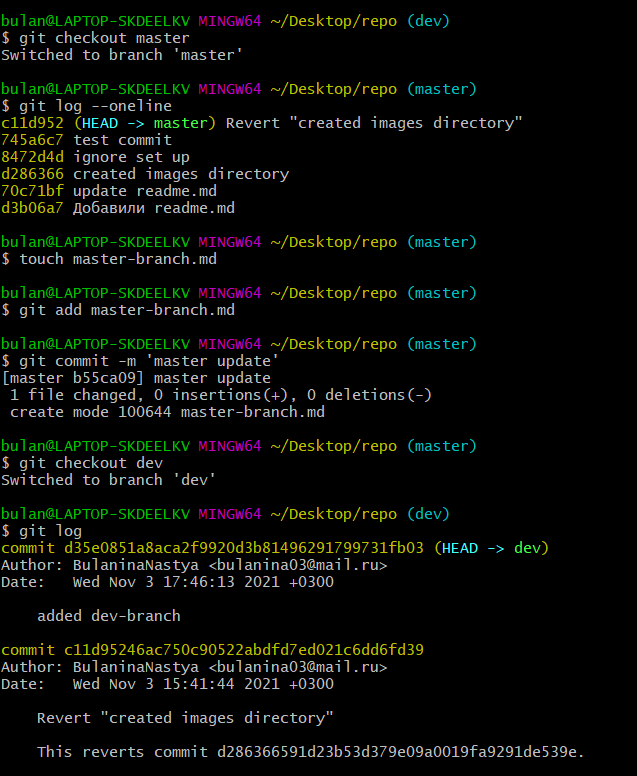 bulan@LAPTOP-SKDEELKV MINGW64 ~/Desktop/repo (dev)
$ git checkout master
Switched to branch 'master'
bulan@LAPTOP-SKDEELKV MINGW64 ~/Desktop/repo (master)
$ git log --oneline
c11d952 (HEAD -> master) Revert "created images directory"
745a6c7 test commit
8472d4d ignore set up
d286366 created images directory
70c71bf update readme.md
d3b06a7 Добавили readme.md
bulan@LAPTOP-SKDEELKV MINGW64 ~/Desktop/repo (master)
$ touch master-branch.md
bulan@LAPTOP-SKDEELKV MINGW64 ~/Desktop/repo (master)
$ git add master-branch.md
bulan@LAPTOP-SKDEELKV MINGW64 ~/Desktop/repo (master)
$ git commit -m 'master update'
[master b55ca09] master update
1 file changed, 0 insertions(+), 0 deletions(-)
create mode 100644 master-branch.md
bulan@LAPTOP-SKDEELKV MINGW64 ~/Desktop/repo (master)
$ git checkout dev
Switched to branch 'dev'
bulan@LAPTOP-SKDEELKV MINGW64 ~/Desktop/repo (dev)
$ git log
commit d35e0851a8aca2f9920d3b81496291799731fb03 (HEAD -> dev)
Author: BulaninaNastya <bulanina03@mail.ru>
Date:   Wed Nov 3 17:46:13 2021 +0300
added dev-branch
commit c11d95246ac750c90522abdfd7ed021c6dd6fd39
Author: BulaninaNastya <bulanina03@mail.ru>
Date:   Wed Nov 3 15:41:44 2021 +0300
Revert "created images directory"
This reverts commit d286366591d23b53d379e09a0019fa9291de539e.